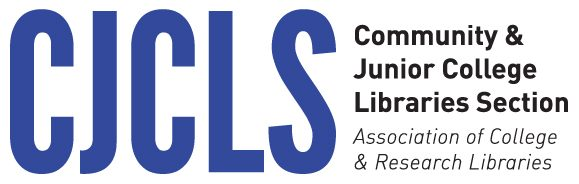 CJCLS
Community &
Junior College
Libraries Section
Association of College
& Research Libraries